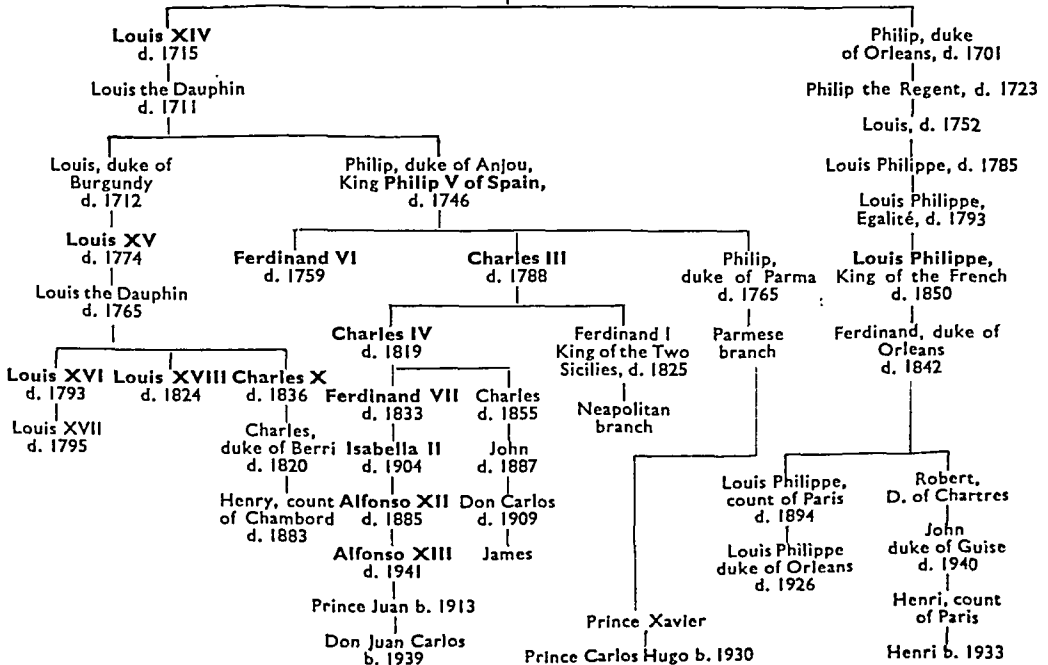 Louis XIV
d. 1715
Philip, duke
of Orleans, d. 1701
Louis the Dauphin
d. 1711
Philip the Regent, d. 1723
Louis, d. 1752
Louis, duke of
Burgundy
d. 1712
Philip, duke of Anjou,
King Philip V of Spain,
d. 1746
Louis Philippe, d. 1785
Louis Philippe,
Egalité, d. 1793
Louis XV
d. 1774
Ferdinand VI
d. 1759
Charles III
d. 1788
Philip,
duke of Parma
d. 1765
Louis Philippe,
King of the French
d. 1850
Louis the Dauphin
d. 1765
Charles IV
d. 1819
Ferdinand I
King of the Two
Sicilies, d. 1825
Parmese
branch
Ferdinand, duke of
Orleans
d. 1842
Louis XVI
d. 1793
Louis XVIII
d. 1824
Charles X
d. 1836
Ferdinand VII
d. 1833
Charles
d. 1855
Neapolitan
branch
Louis XVII
d. 1795
Charles,
duke of Berri
d. 1820
Isabella II
d. 1904
John
d. 1887
Henry, count
of Chambord
d. 1883
Alfonso XII
d. 1885
Don Carlos
d. 1909
Louis Philippe,
count of Paris
d. 1894
Robert,
D. of Chartres
Alfonso XIII
d. 1941
James
Louis Philippe
duke of Orleans
d. 1926
John
duke of Guise
d. 1940
Prince Juan b. 1913
Prince Xavier
Henri, count
of Paris
Don Juan Carlos
b. 1939
Prince Carlos Hugo b. 1930
Henri b. 1933